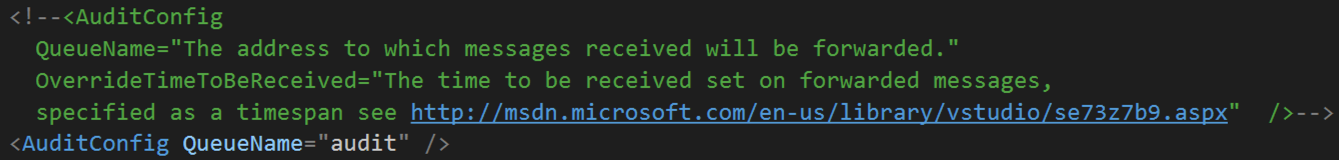 <!--<AuditConfig
QueueName="The address to which messages received will be forwarded."
OverrideTimeToBeReceived="The time to be received set on forwarded messages,
specified as a timespan see http://msdn.microsoft.com/en-us/library/vstudio/se73z7b9.aspx"  />-->
<AuditConfig QueueName="audit" />